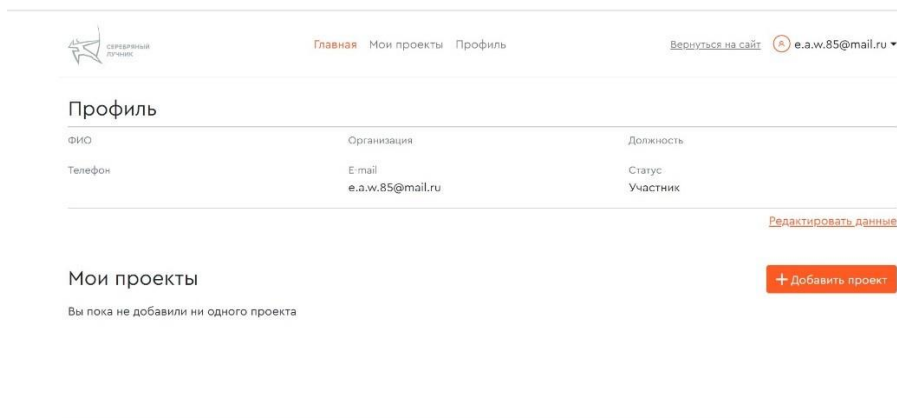 СЕРЕБРЯНЫЙ
ЛУЧНИК
Главная Мои проекты Профиль
Вернуться на сайт e.a.w.85@mail.ru
Профиль
ФИО Организация Должность
Телефон E-mail Статус
e.a.w.85@mail.ru Участник
Редактировать данные
Мои проекты
+ Добавить проект
Вы пока не добавили ни одного проекта